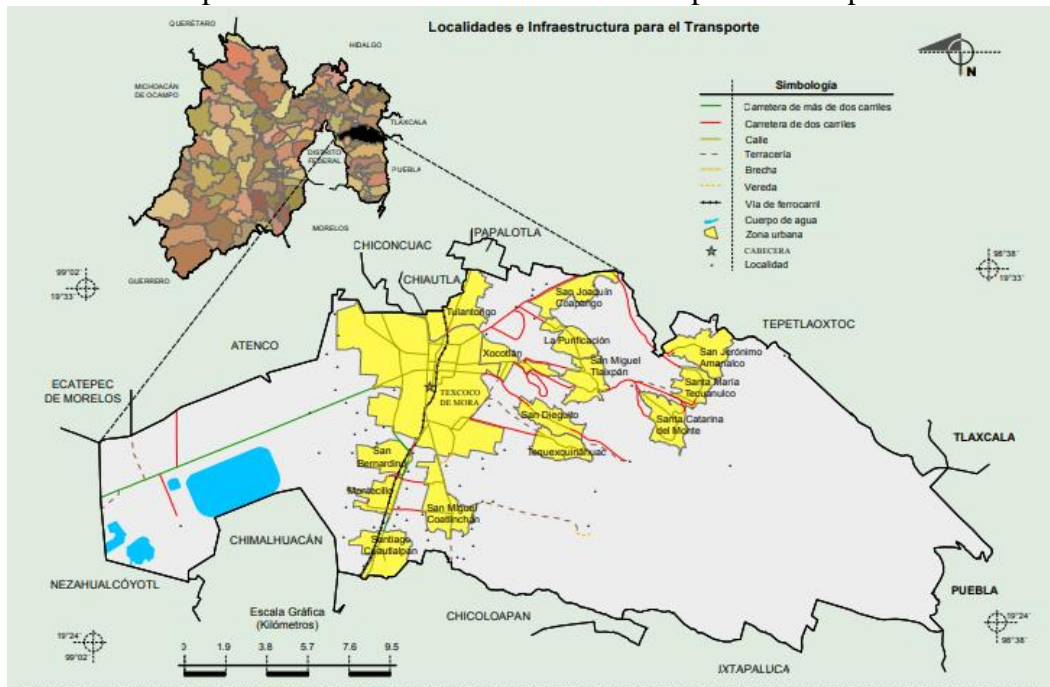 Localidades e Infraestructura para el Transporte
QUERÉTARO
HIDALGO
MICHOACÁN
DE OCAMPO
TLAXCALA
DISTRITO
FEDERAL
PUEBLA
MORELOS
GUERRERO
N
Simbología
Carretera de más de dos carriles
Carretera de dos carriles
Calle
Terracería
Brecha
Vereda
Vía de ferrocarril
Cuerpo de agua
Zona urbana
CABECERA
Localidad
99°02'
19°33'
98°38'
19°33'
PAPALOTLA
CHICONCUAC
CHIAUTLA
TEPETLAOXTOC
ATENCO
ECATEPEC
DE MORELOS
San Joaquín
Coapango
Tulantongo
La Purificación
Xocotlán
San Miguel
Tlaixpán
San Jerónimo
Amanalco
Santa María
Tecuanulco
TEXCOCO
DE MORA
San Dieguito
Santa Catarina
del Monte
Tequexquináhuac
San
Bernardino
Montecillo
San Miguel
Coatlinchán
Santiago
Cuautlalpan
TLAXCALA
CHIMALHUACÁN
NEZAHUALCÓYOTL
PUEBLA
CHICOLOAPAN
IXTAPALUCA
Escala Gráfica
(Kilómetros)
0 1.9 3.8 5.7 7.6 9.5
19°24'
99°02'
19°24'
98°38'